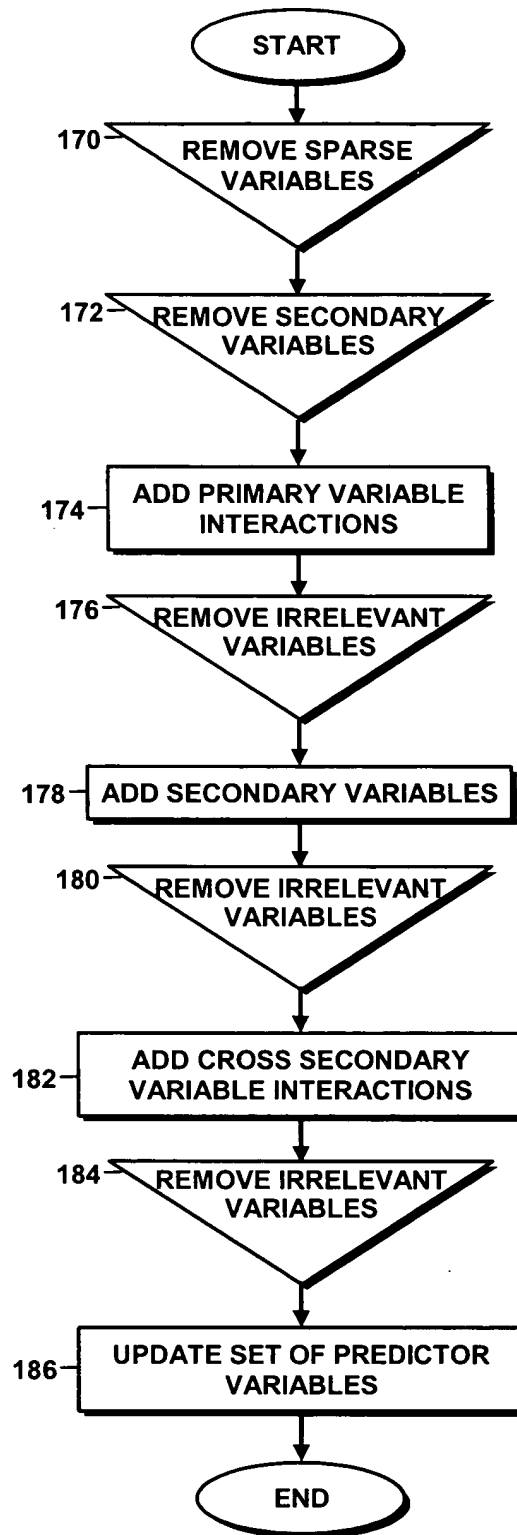 START
170
REMOVE SPARSE
VARIABLES
172
REMOVE SECONDARY
VARIABLES
174
ADD PRIMARY VARIABLE
INTERACTIONS
176
REMOVE IRRELEVANT
VARIABLES
178
ADD SECONDARY VARIABLES
180
REMOVE IRRELEVANT
VARIABLES
182
ADD CROSS SECONDARY
VARIABLE INTERACTIONS
184
REMOVE IRRELEVANT
VARIABLES
186
UPDATE SET OF PREDICTOR
VARIABLES
END